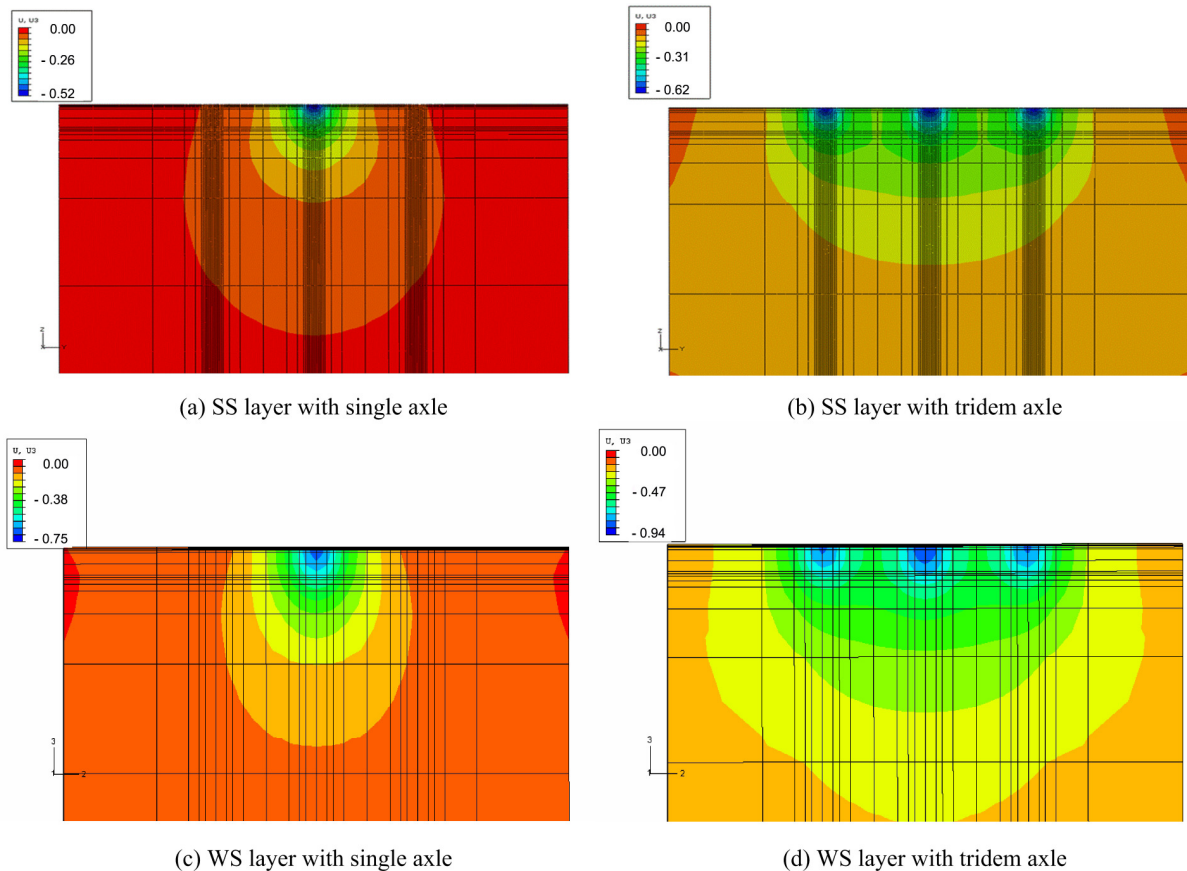 U, U3
0.00
- 0.26
- 0.52
Z
Y
(a) SS layer with single axle
U, U3
0.00
- 0.31
- 0.62
Z
Y
(b) SS layer with tridem axle
U, U3
0.00
- 0.38
- 0.75
3
1 2
(c) WS layer with single axle
U, U3
0.00
- 0.47
- 0.94
3
1 2
(d) WS layer with tridem axle